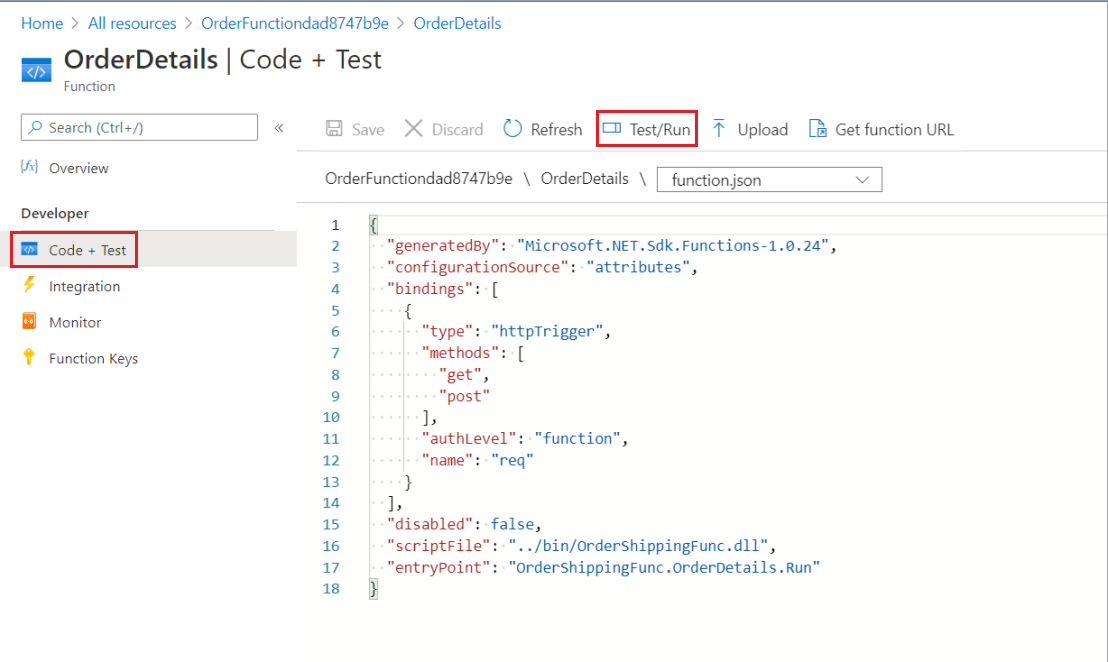 Home > All resources > OrderFunctiondad8747b9e > OrderDetails
OrderDetails | Code + Test
Function
Search (Ctrl+/) «
Save Discard Refresh Test/Run Upload Get function URL
Overview
Developer
Code + Test
Integration
Monitor
Function Keys
OrderFunctiondad8747b9e \ OrderDetails \ function.json
1 {
2 "generatedBy": "Microsoft.NET.Sdk.Functions-1.0.24",
3 "configurationSource": "attributes",
4 "bindings": [
5 {
6 "type": "httpTrigger",
7 "methods": [
8 "get",
9 "post"
10 ],
11 "authLevel": "function",
12 "name": "req"
13 }
14 ],
15 "disabled": false,
16 "scriptFile": "../bin/OrderShippingFunc.dll",
17 "entryPoint": "OrderShippingFunc.OrderDetails.Run"
18 }